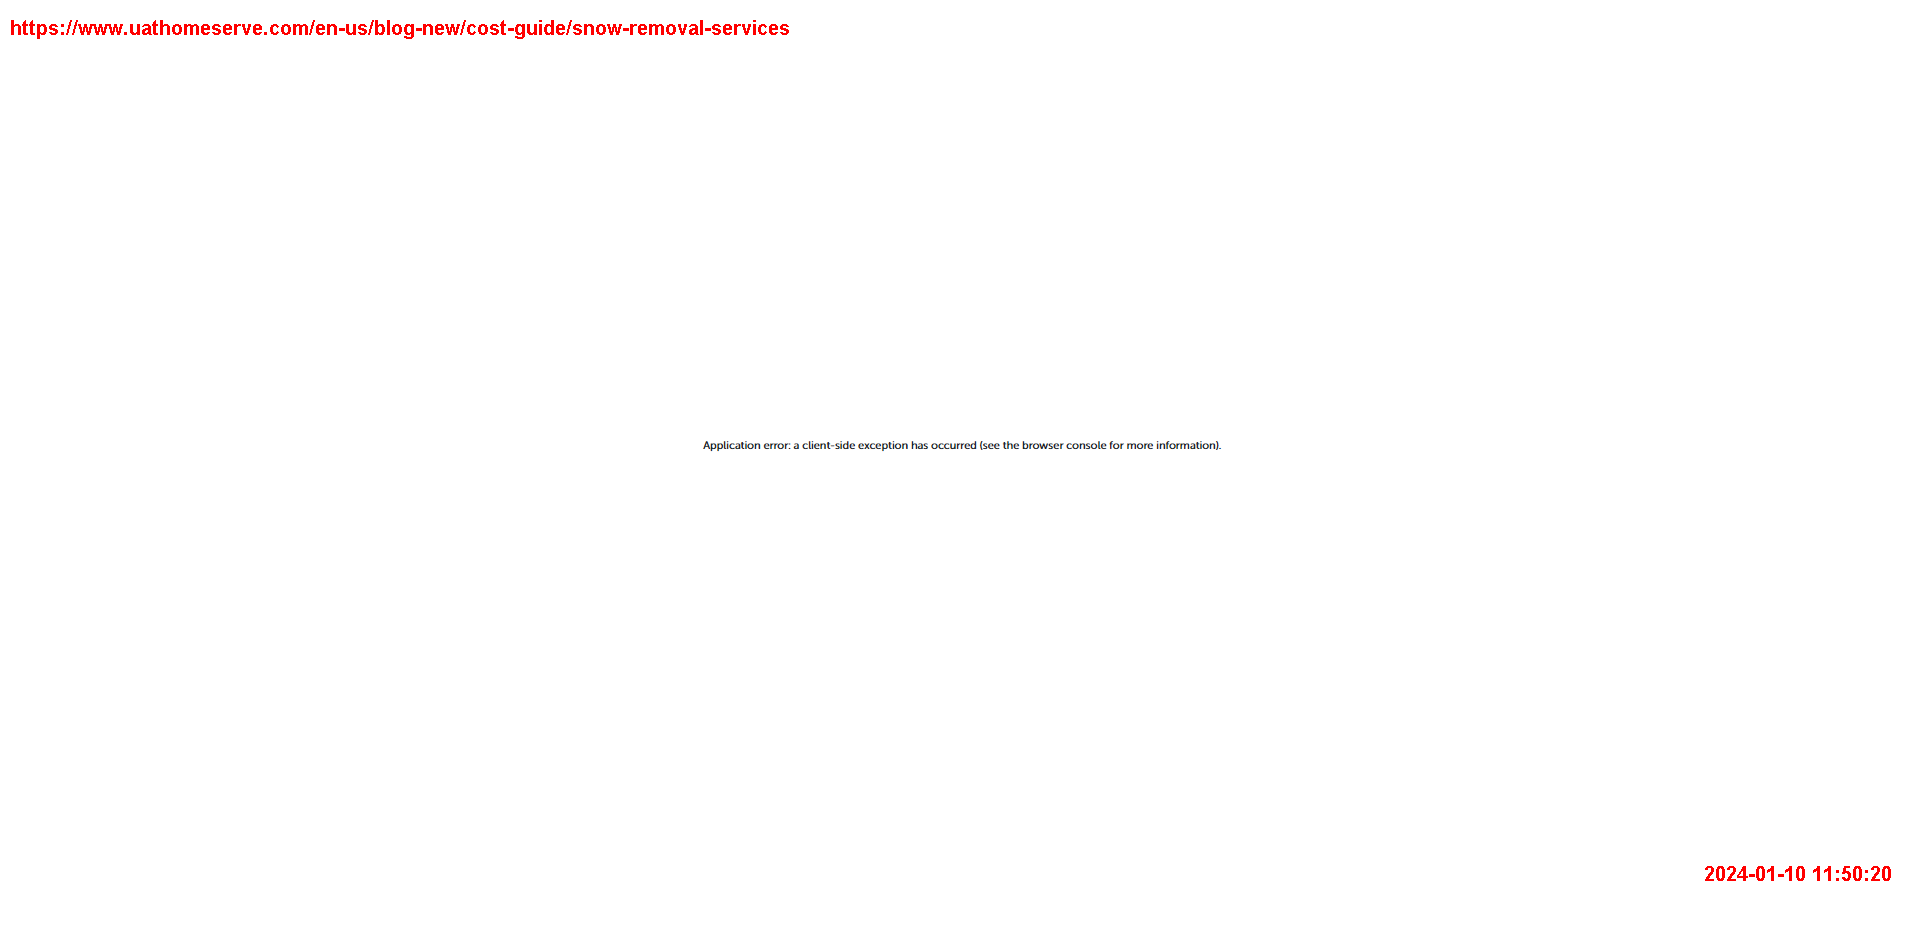 https://www.uathomeserve.com/en-us/blog-new/cost-guide/snow-removal-services
Application error: a client-side exception has occurred (see the browser console for more information).
2024-01-10 11:50:20